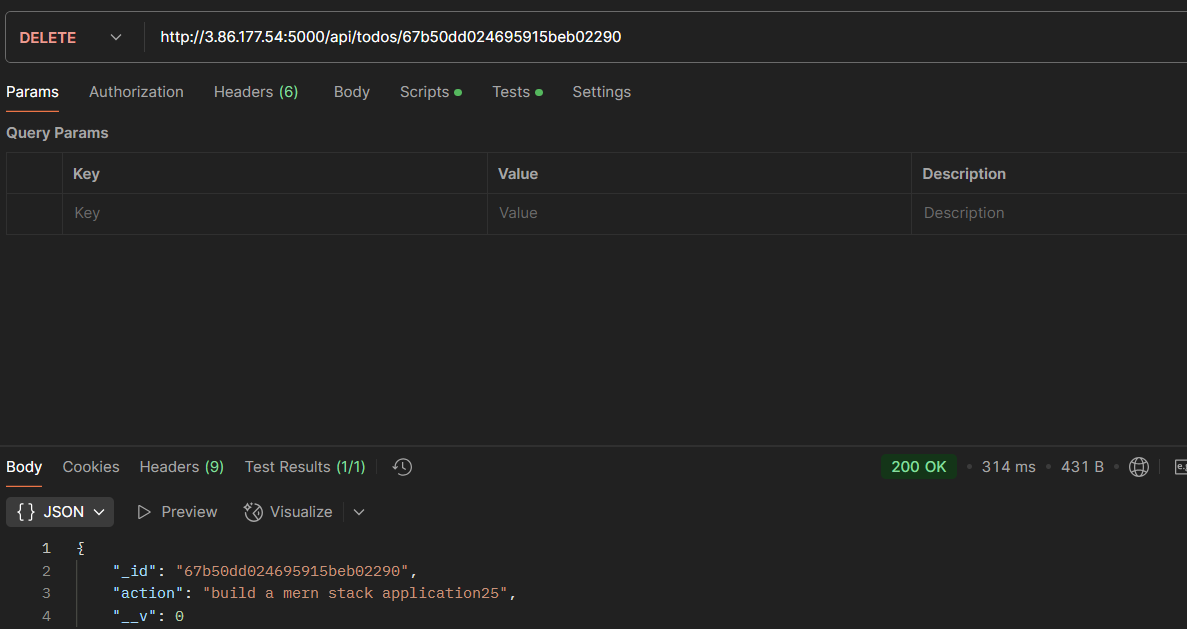 DELETE http://3.86.177.54:5000/api/todos/67b50dd024695915beb02290
Params Authorization Headers (6) Body Scripts Tests Settings
Query Params
Key Value Description
Key Value Description
Body Cookies Headers (9) Test Results (1/1) 200 OK 314 ms 431 B
{} JSON Preview Visualize
1 {
2 "_id": "67b50dd024695915beb02290",
3 "action": "build a mern stack application25",
4 "__v": 0